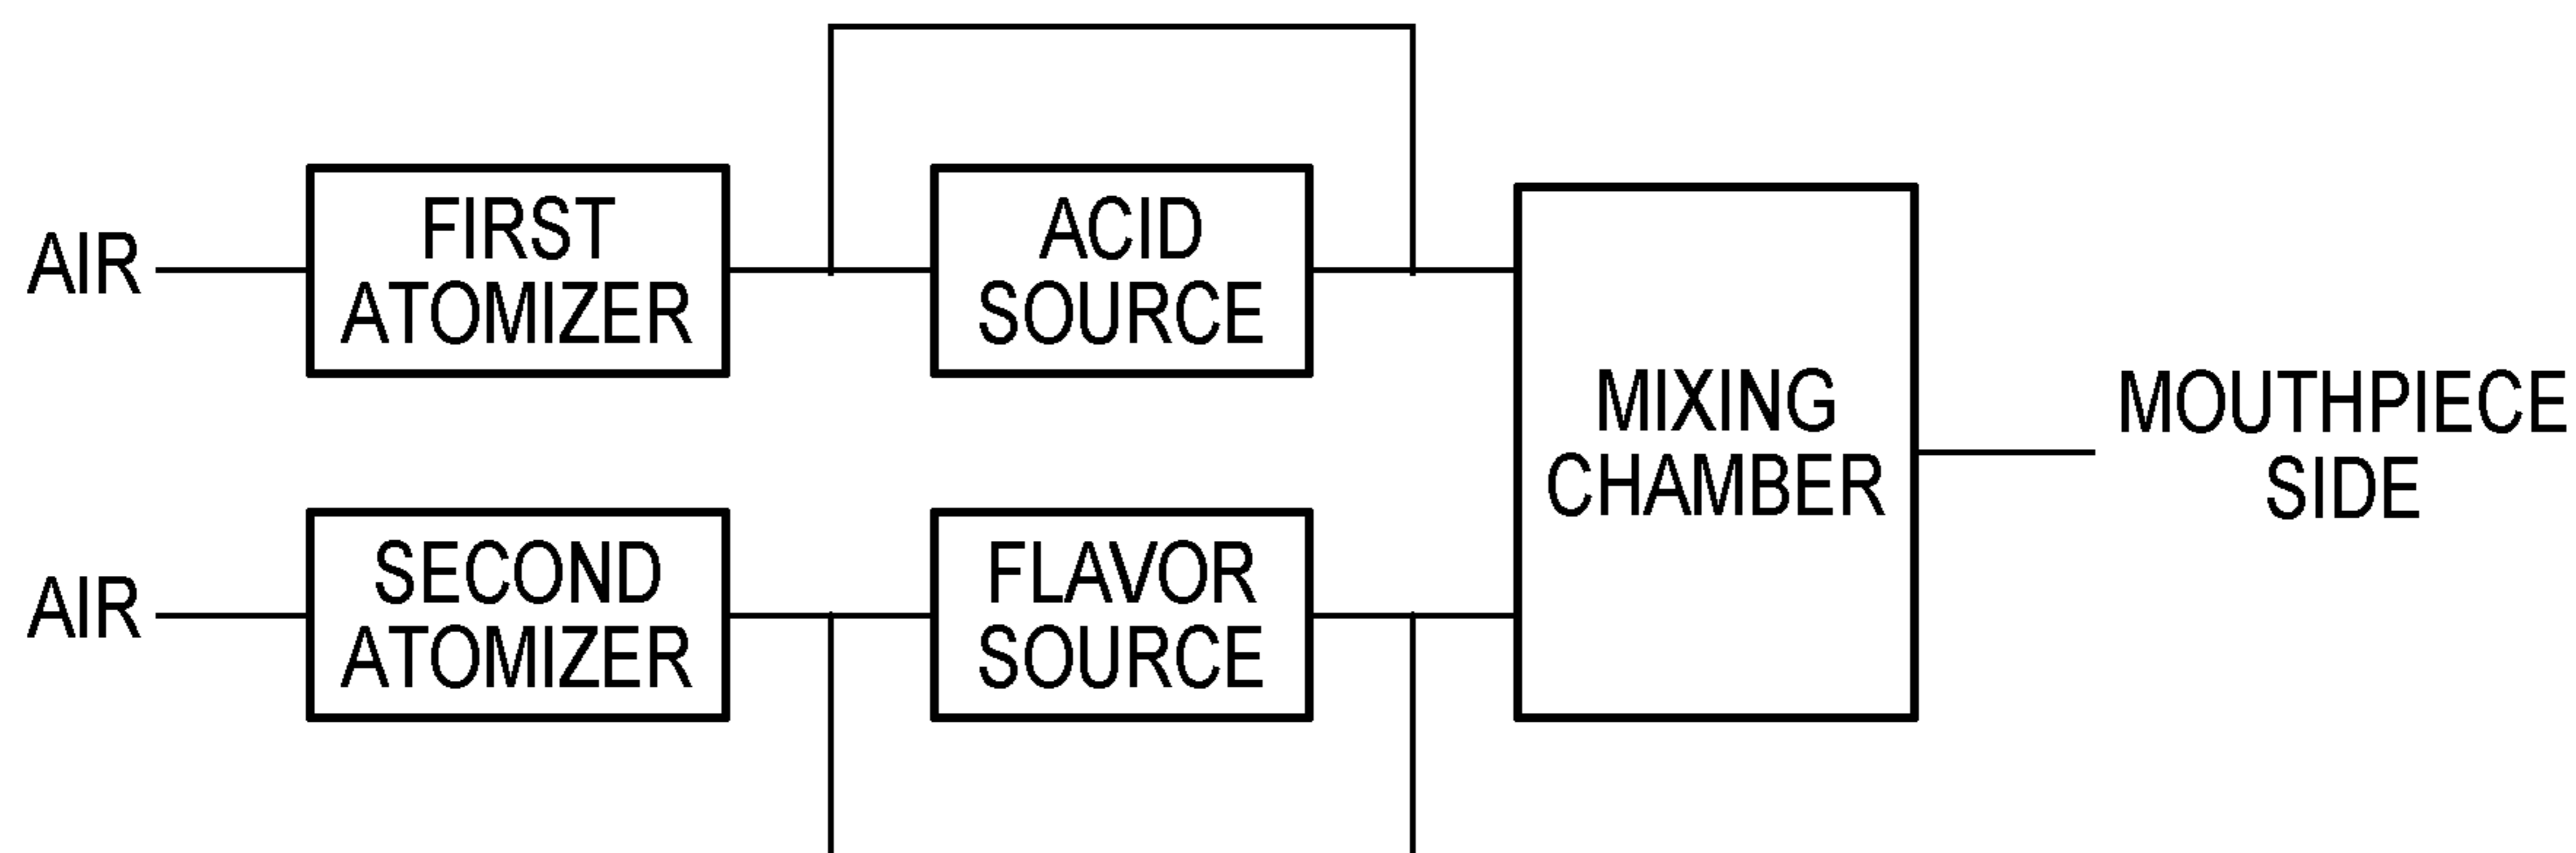 AIR
FIRST
ATOMIZER
ACID
SOURCE
AIR
SECOND
ATOMIZER
FLAVOR
SOURCE
MIXING
CHAMBER
MOUTHPIECE
SIDE